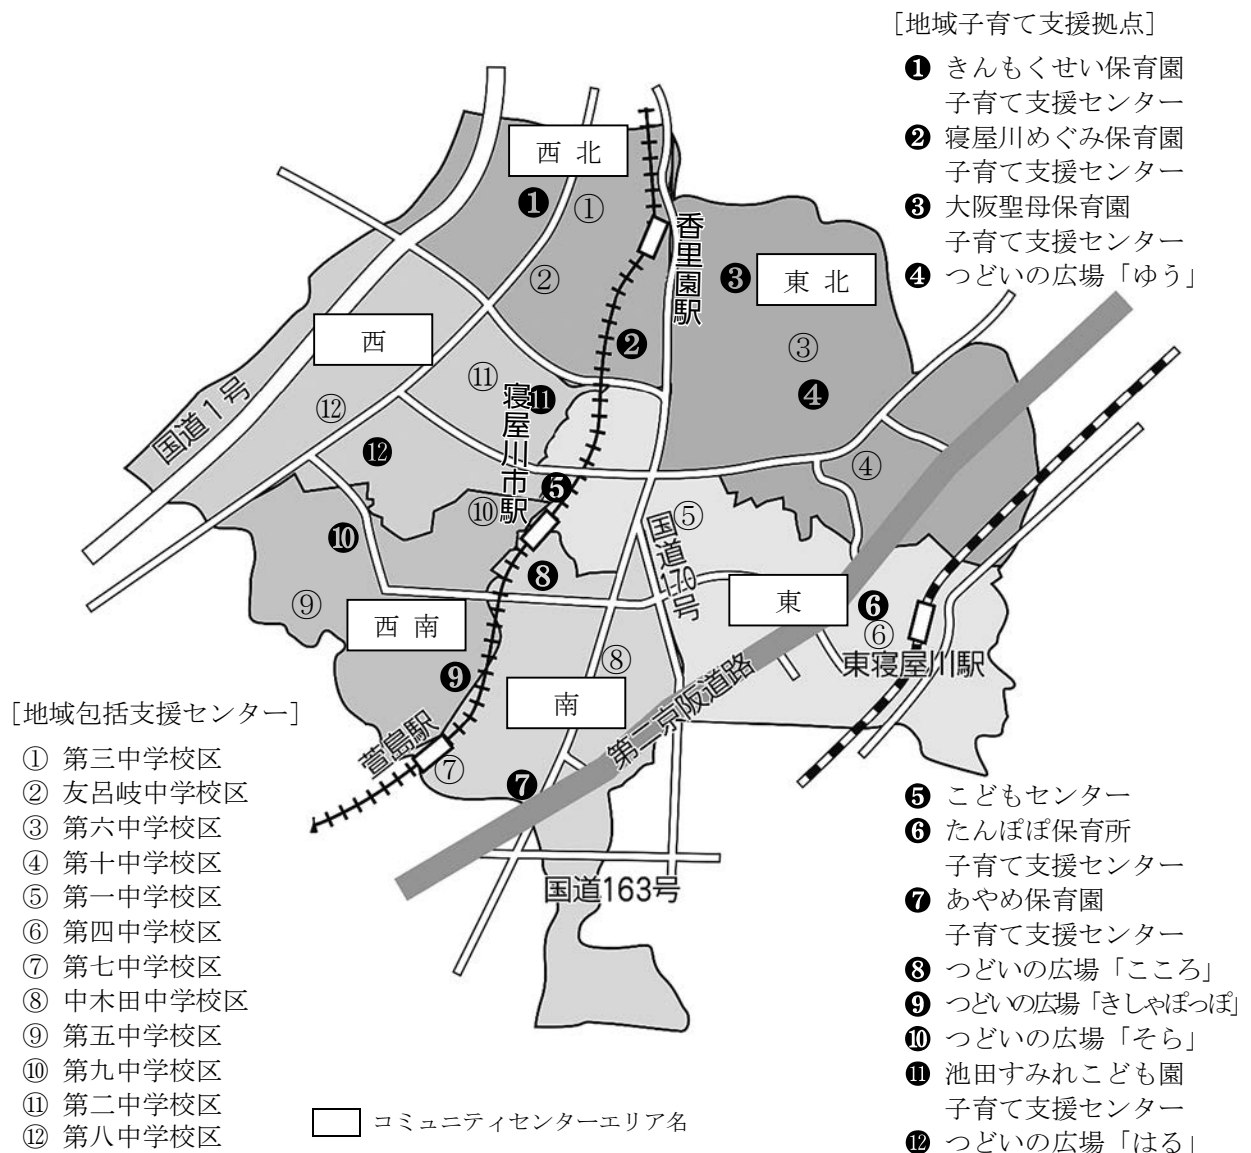 ［地域子育て支援拠点］
❶ きんもくせい保育園
子育て支援センター
❷ 寝屋川めぐみ保育園
子育て支援センター
❸ 大阪聖母保育園
子育て支援センター
❹ つどいの広場「ゆう」
西 北
❶
①
香里園駅
②
❸
東 北
西
❷
③
⑪
❹
⓫
国道1号
⑫
寝屋川市駅
⓬
④
❺
⑩
⑤
国道170号
❿
❽
東
❻
⑨
西 南
⑥
⑧
東寝屋川駅
❾
南
第二京阪道路
萱島駅
⑦
❼
国道163号
［地域包括支援センター］
① 第三中学校区
② 友呂岐中学校区
③ 第六中学校区
④ 第十中学校区
⑤ 第一中学校区
⑥ 第四中学校区
⑦ 第七中学校区
⑧ 中木田中学校区
⑨ 第五中学校区
⑩ 第九中学校区
⑪ 第二中学校区
⑫ 第八中学校区
コミュニティセンターエリア名
❺ こどもセンター
❻ たんぽぽ保育所
子育て支援センター
❼ あやめ保育園
子育て支援センター
❽ つどいの広場「こころ」
❾ つどいの広場「きしゃぽっぽ」
❿ つどいの広場「そら」
⓫ 池田すみれこども園
子育て支援センター
⓬ つどいの広場「はる」